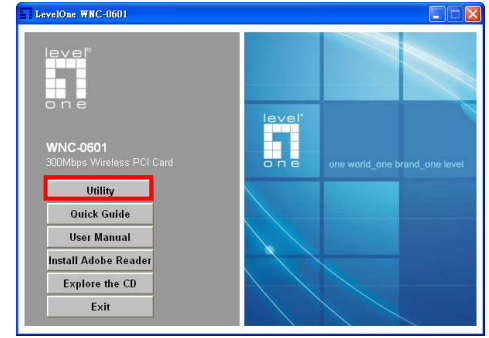 LevelOne WNC-0601
level
one
WNC-0601
300Mbps Wireless PCI Card
Utility
Quick Guide
User Manual
Install Adobe Reader
Explore the CD
Exit
level
one
one world_one brand_one level